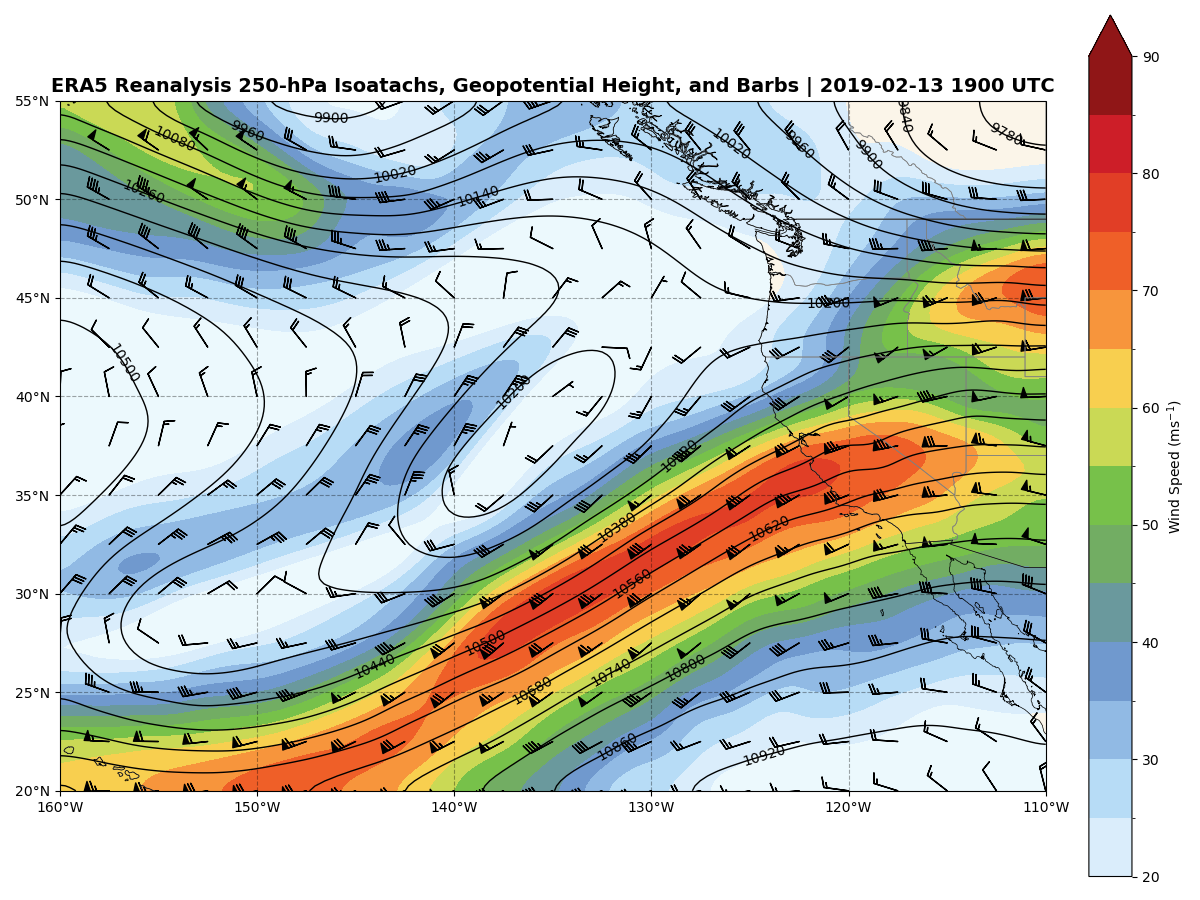 ERA5 Reanalysis 250-hPa Isoatachs, Geopotential Height, and Barbs | 2019-02-13 1900 UTC
55°N
50°N
45°N
40°N
35°N
30°N
25°N
20°N
160°W
150°W
140°W
130°W
120°W
110°W
9900
9960
10080
10020
10140
10260
10020
9960
9900
9840
9780
10200
10500
10200
10380
10620
10560
10500
10440
10680
10740
10800
10860
10920
90
80
70
60
50
40
30
20
Wind Speed (ms⁻¹)